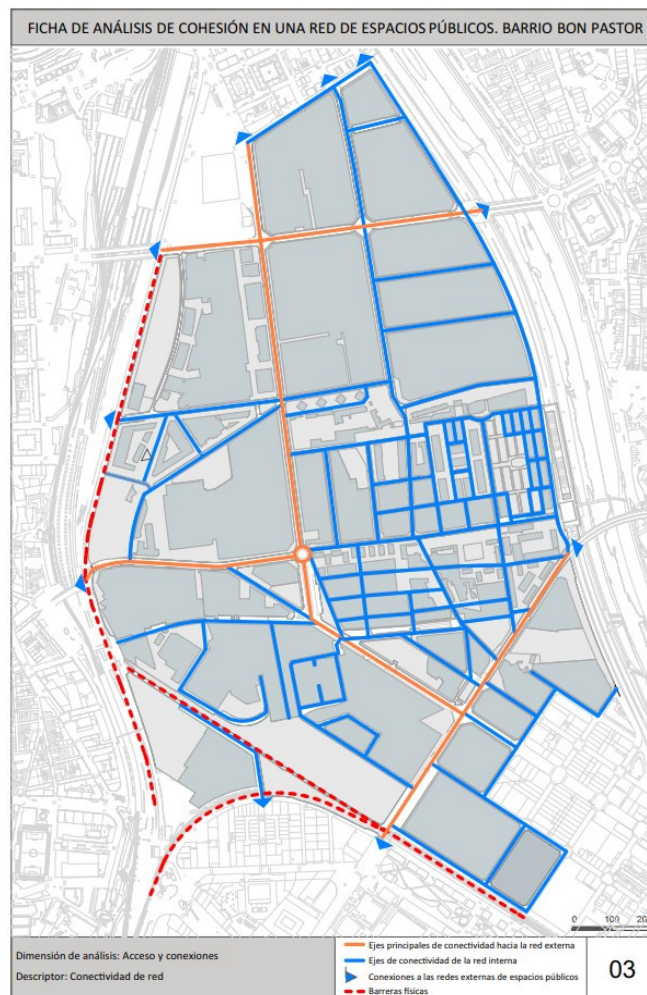 FICHA DE ANÁLISIS DE COHESIÓN EN UNA RED DE ESPACIOS PÚBLICOS. BARRIO BON PASTOR
0 100
Dimensión de análisis: Acceso y conexiones
Descriptor: Conectividad de red
Ejes principales de conectividad hacia la red externa
Ejes de conectividad de la red interna
Conexiones a las redes externas de espacios públicos
Barreras físicas
03